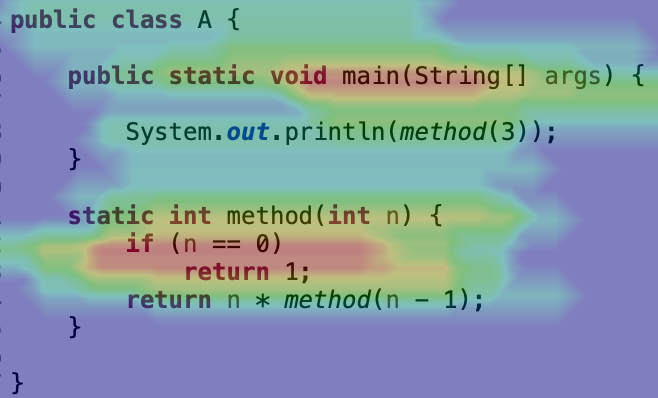 public class A {
public static void main(String[] args) {
System.out.println(method(3));
}
static int method(int n) {
if (n == 0)
return 1;
return n * method(n - 1);
}
}